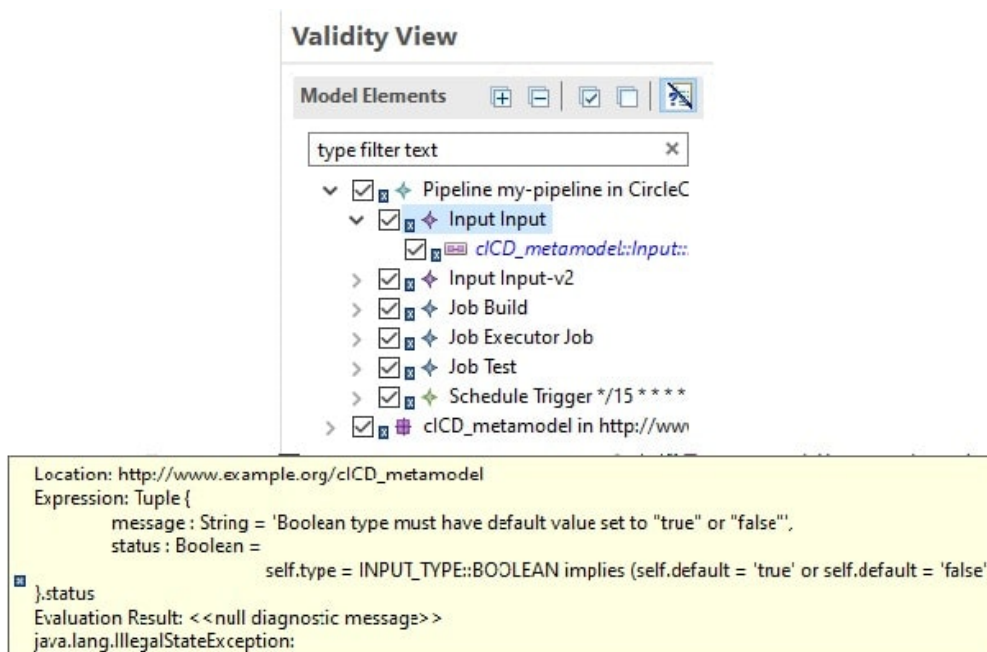 Validity View
Model Elements
type filter text
Pipeline my-pipeline in CircleC
Input Input
cICD_metamodel::Input::
Input Input-v2
Job Build
Job Executor Job
Job Test
Schedule Trigger */15 * * * *
cICD_metamodel in http://www
Location: http://www.example.org/cICD_metamodel
Expression: Tuple {
message : String = 'Boolean type must have default value set to "true" or "false"',
status : Boolean =
self.type = INPUT_TYPE::BOOLEAN implies (self.default = 'true' or self.default = 'false'
}.status
Evaluation Result: <<null diagnostic message>>
java.lang.IllegalStateException: